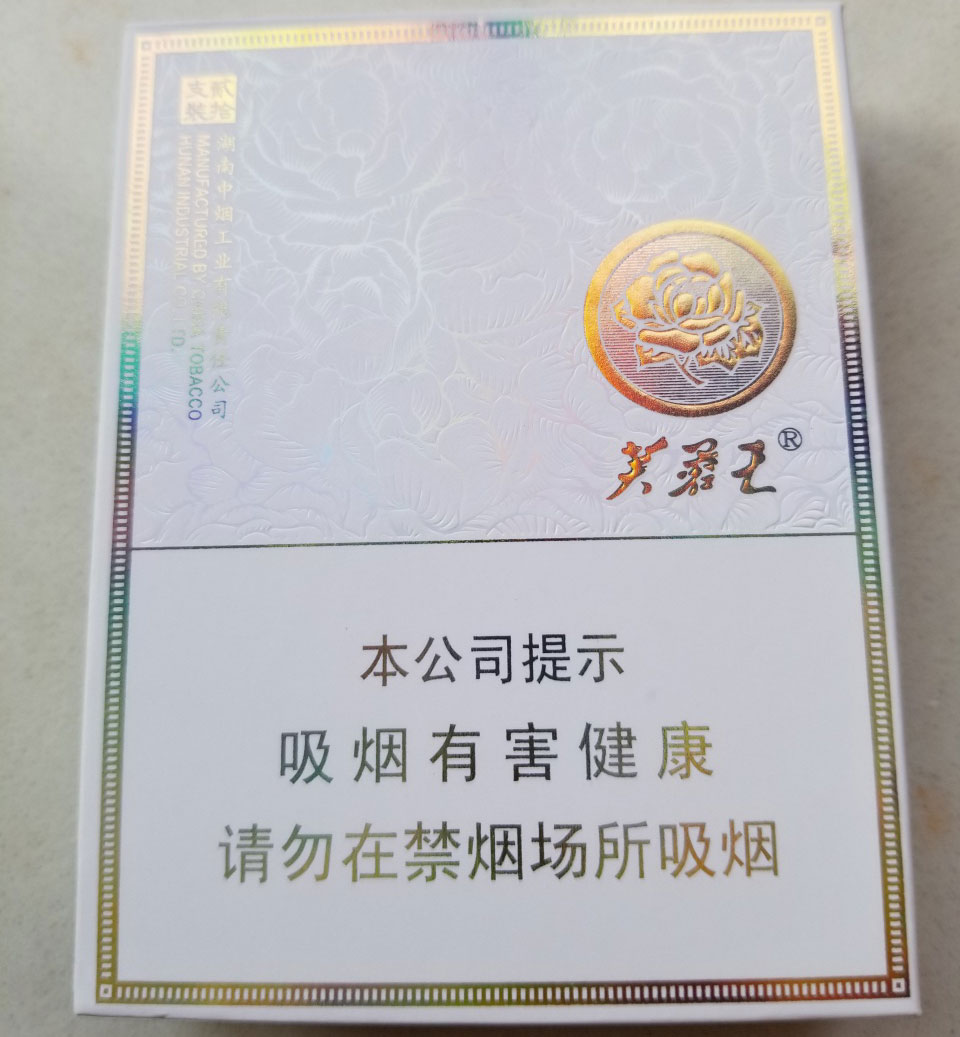 貳拾
支裝
湖南中烟工业有限责任公司
MANUFACTURED BY CHINA TOBACCO
HUNAN INDUSTRIAL CO., LTD.
芙蓉王®
本公司提示
吸烟有害健康
请勿在禁烟场所吸烟